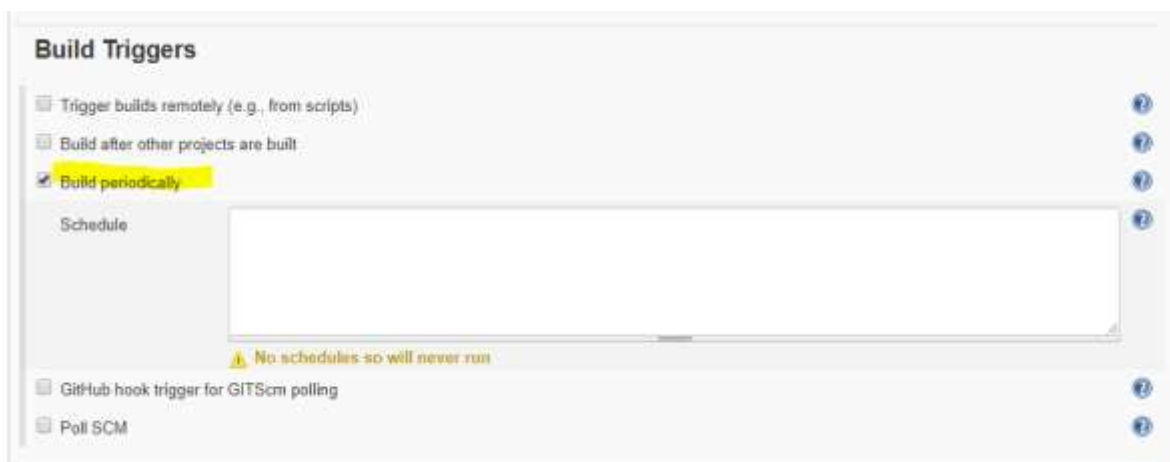 Build Triggers
Trigger builds remotely (e.g., from scripts)
Build after other projects are built
Build periodically
Schedule
No schedules so will never run
GitHub hook trigger for GITScm polling
Poll SCM